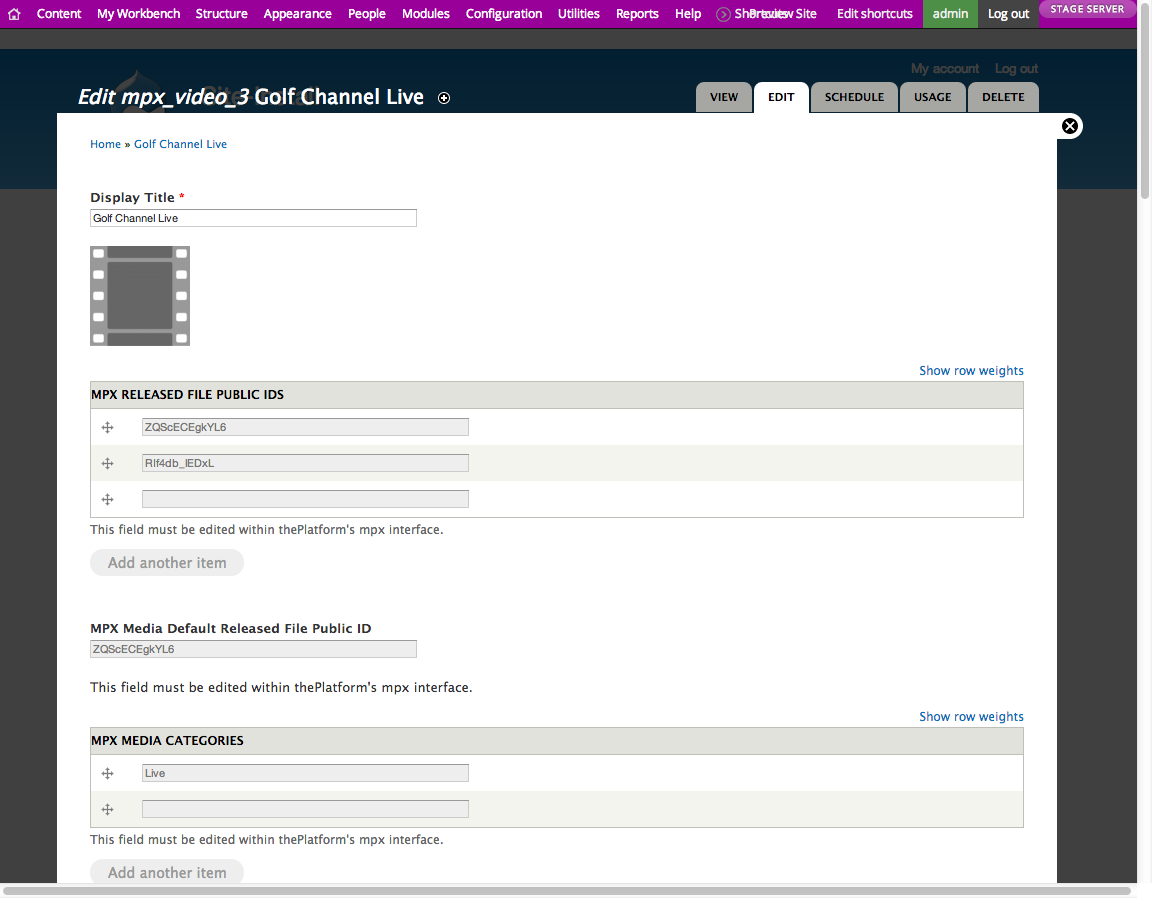 Content My Workbench Structure Appearance People Modules Configuration Utilities Reports Help Preview Site Edit shortcuts admin Log out STAGE SERVER
My account Log out
Edit mpx_video_3 Golf Channel Live
VIEW EDIT SCHEDULE USAGE DELETE
Home » Golf Channel Live
Display Title *
Golf Channel Live
Show row weights
MPX RELEASED FILE PUBLIC IDS
ZQScECEgkYL6
RIf4db_IEDxL
This field must be edited within thePlatform's mpx interface.
Add another item
MPX Media Default Released File Public ID
ZQScECEgkYL6
This field must be edited within thePlatform's mpx interface.
Show row weights
MPX MEDIA CATEGORIES
Live
This field must be edited within thePlatform's mpx interface.
Add another item